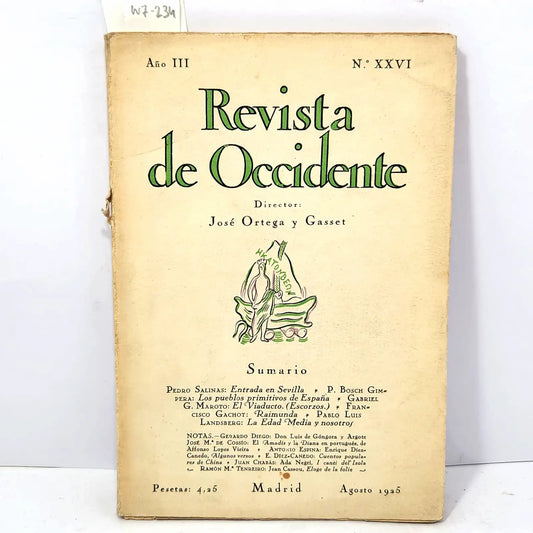 W7-234
Año III N.º XXVI
Revista
de Occidente
Director:
José Ortega y Gasset
Sumario
Pedro Salinas: Entrada en Sevilla • P. Bosch Gim-
pera: Los pueblos primitivos de España • Gabriel
G. Maroto: El Viaducto. (Escorzos.) • Fran-
cisco Gachot: Raimunda • Pablo Luis
Landsberg: La Edad Media y nosotros
NOTAS.—Gerardo Diego: Don Luis de Góngora y Argote
José M.ª de Cossío: El Amadís y la Diana en portugués, de
Affonso Lopes Vieira • Antonio Espina: Enrique Díez-
Canedo, Algunos versos • E. Díez-Canedo: Cuentos popula-
res de China • Juan Chabás: Ada Negri, I canti dell'Isola
• Ramón M.ª Tenreiro: Jean Cassou, Eloge de la folie
Pesetas: 4,25 Madrid Agosto 1925